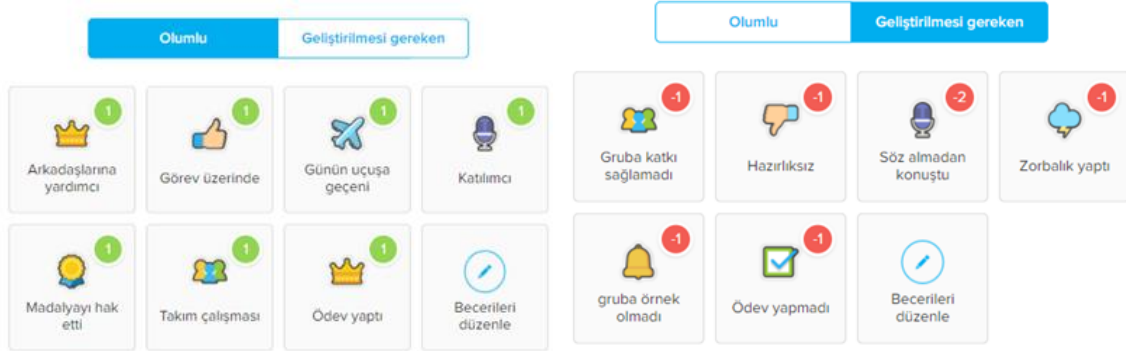 Olumlu
Geliştirilmesi gereken
1
Arkadaşlarına
yardımcı
1
Görev üzerinde
1
Günün uçuşa
geçeni
1
Katılımcı
1
Madalyayı hak
etti
1
Takım çalışması
1
Ödev yaptı
Becerileri
düzenle
Olumlu
Geliştirilmesi gereken
-1
Gruba katkı
sağlamadı
-1
Hazırlıksız
-2
Söz almadan
konuştu
-1
Zorbalık yaptı
-1
gruba örnek
olmadı
-1
Ödev yapmadı
Becerileri
düzenle